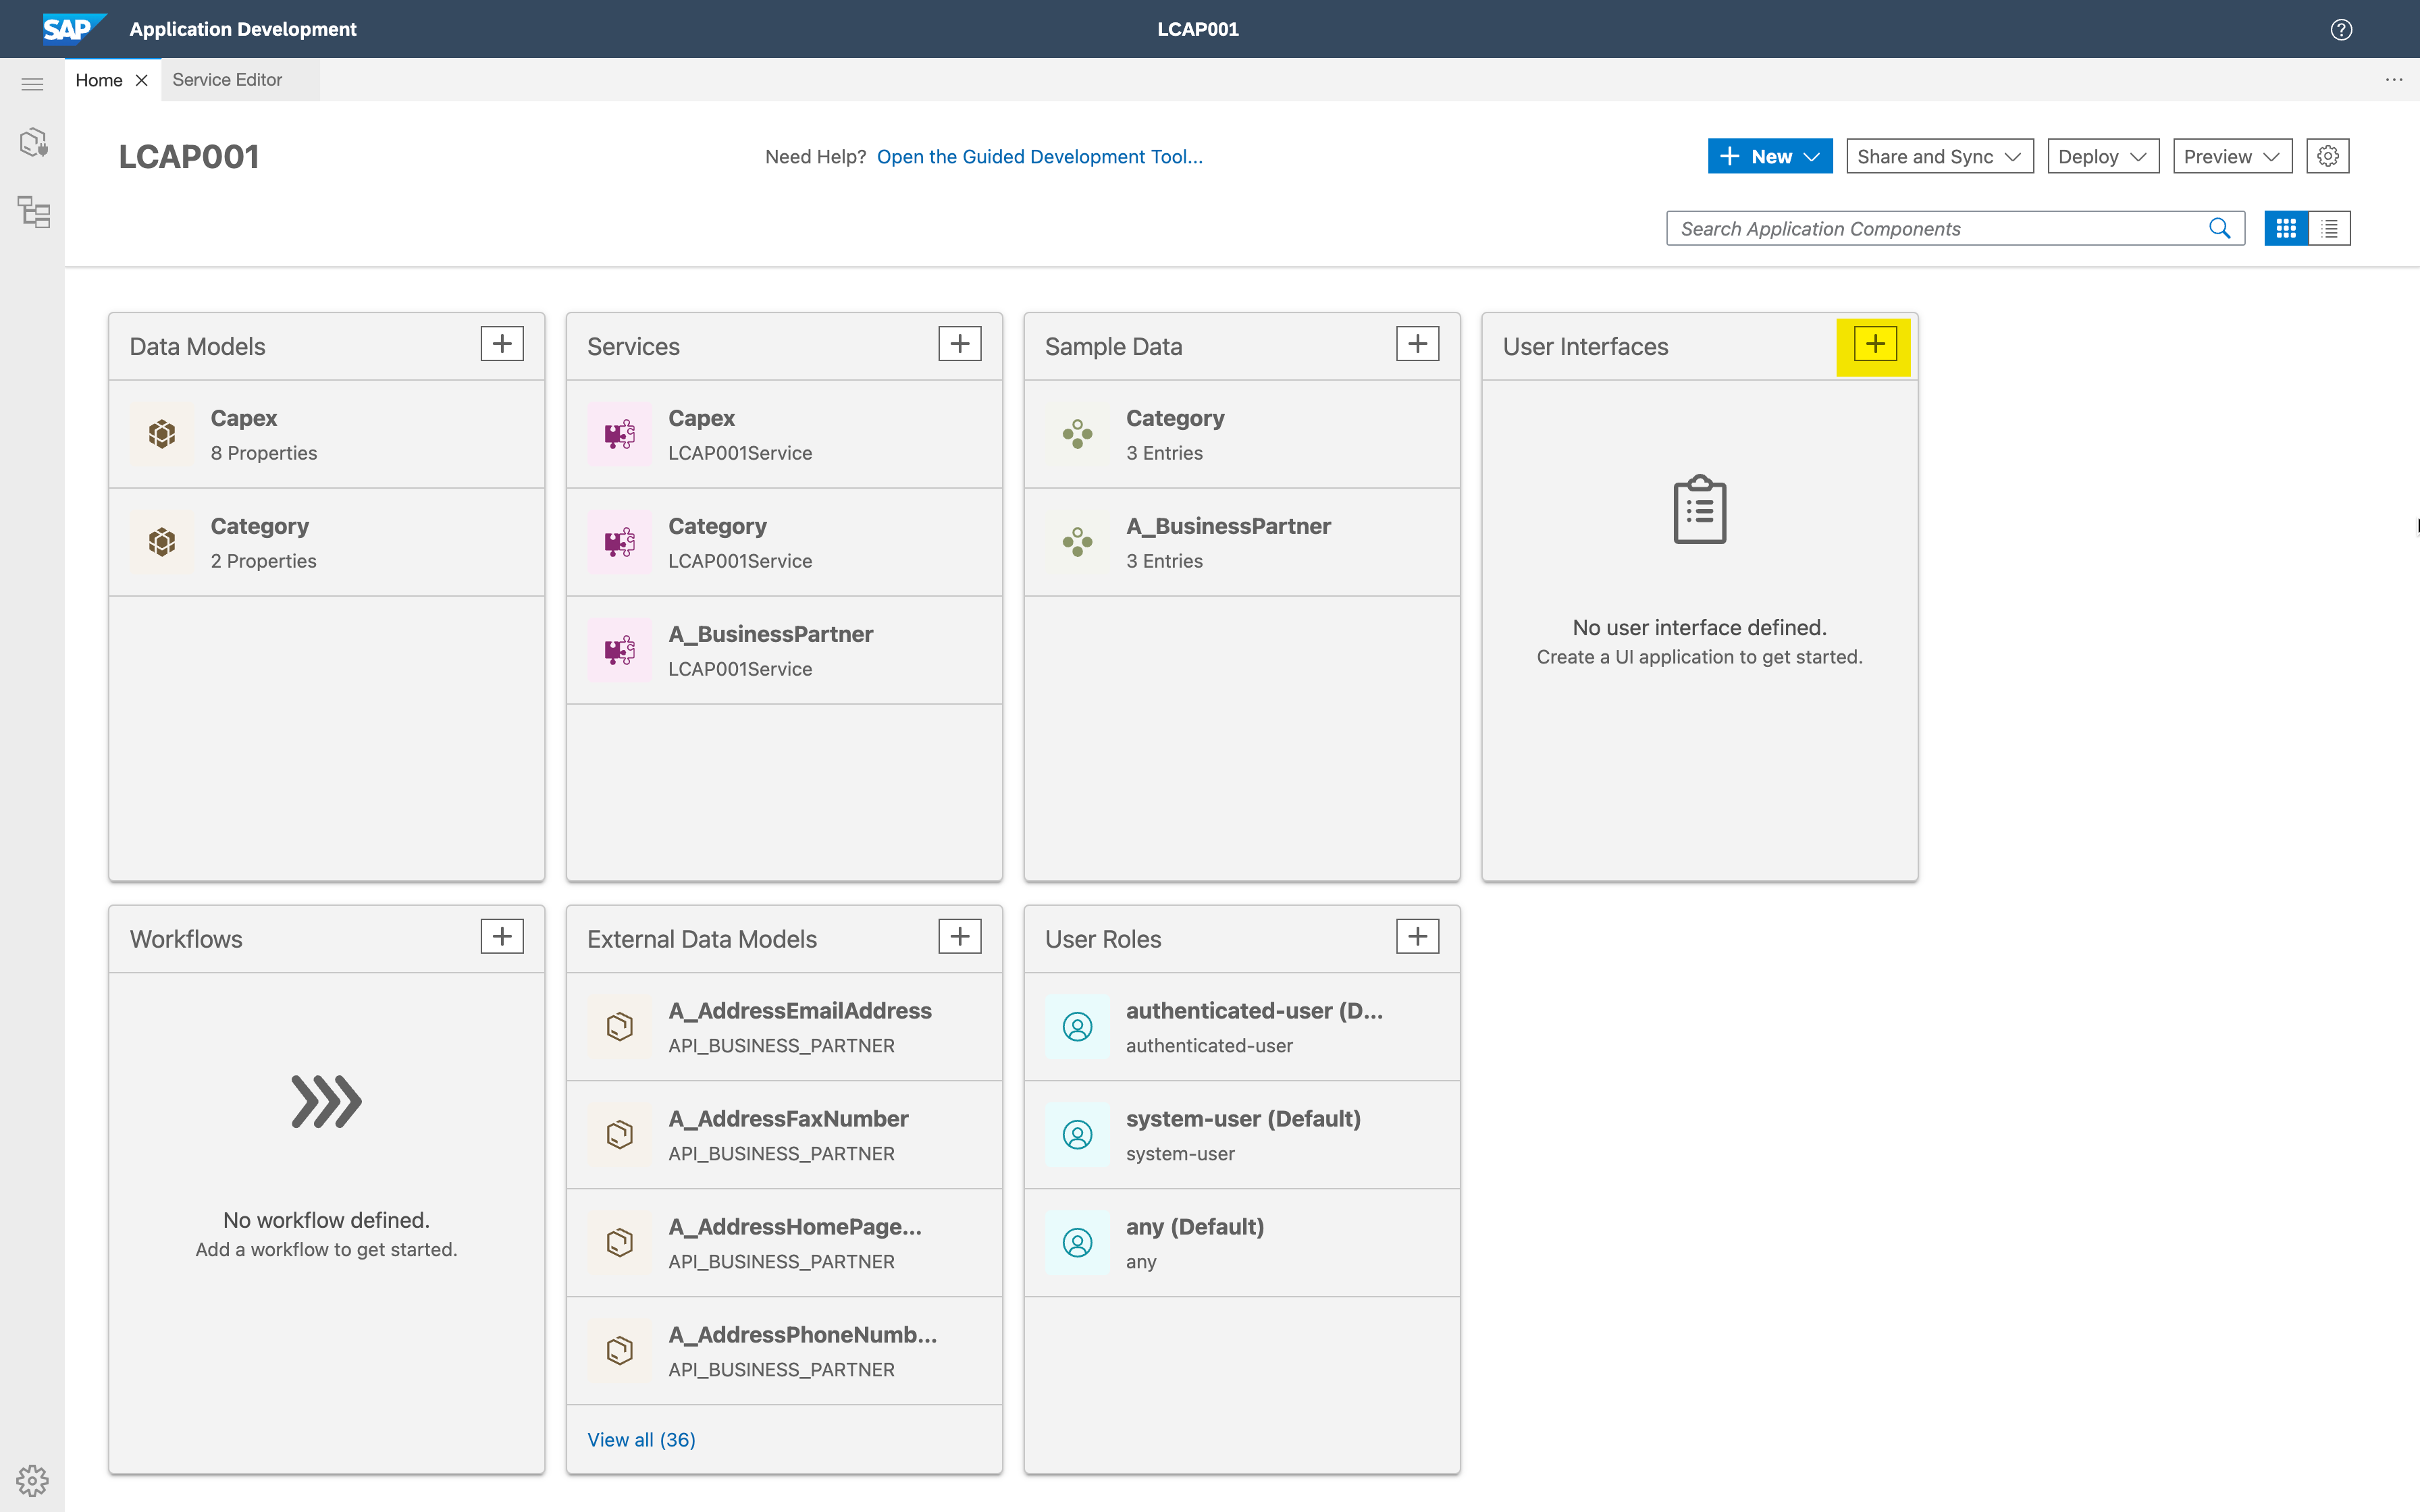 SAP Application Development LCAP001
Home Service Editor
LCAP001 Need Help? Open the Guided Development Tool... New Share and Sync Deploy Preview
Search Application Components
Data Models
Capex
8 Properties
Category
2 Properties
Services
Capex
LCAP001Service
Category
LCAP001Service
A_BusinessPartner
LCAP001Service
Sample Data
Category
3 Entries
A_BusinessPartner
3 Entries
User Interfaces
No user interface defined.
Create a UI application to get started.
Workflows
No workflow defined.
Add a workflow to get started.
External Data Models
A_AddressEmailAddress
API_BUSINESS_PARTNER
A_AddressFaxNumber
API_BUSINESS_PARTNER
A_AddressHomePage...
API_BUSINESS_PARTNER
A_AddressPhoneNumb...
API_BUSINESS_PARTNER
View all (36)
User Roles
authenticated-user (D...
authenticated-user
system-user (Default)
system-user
any (Default)
any